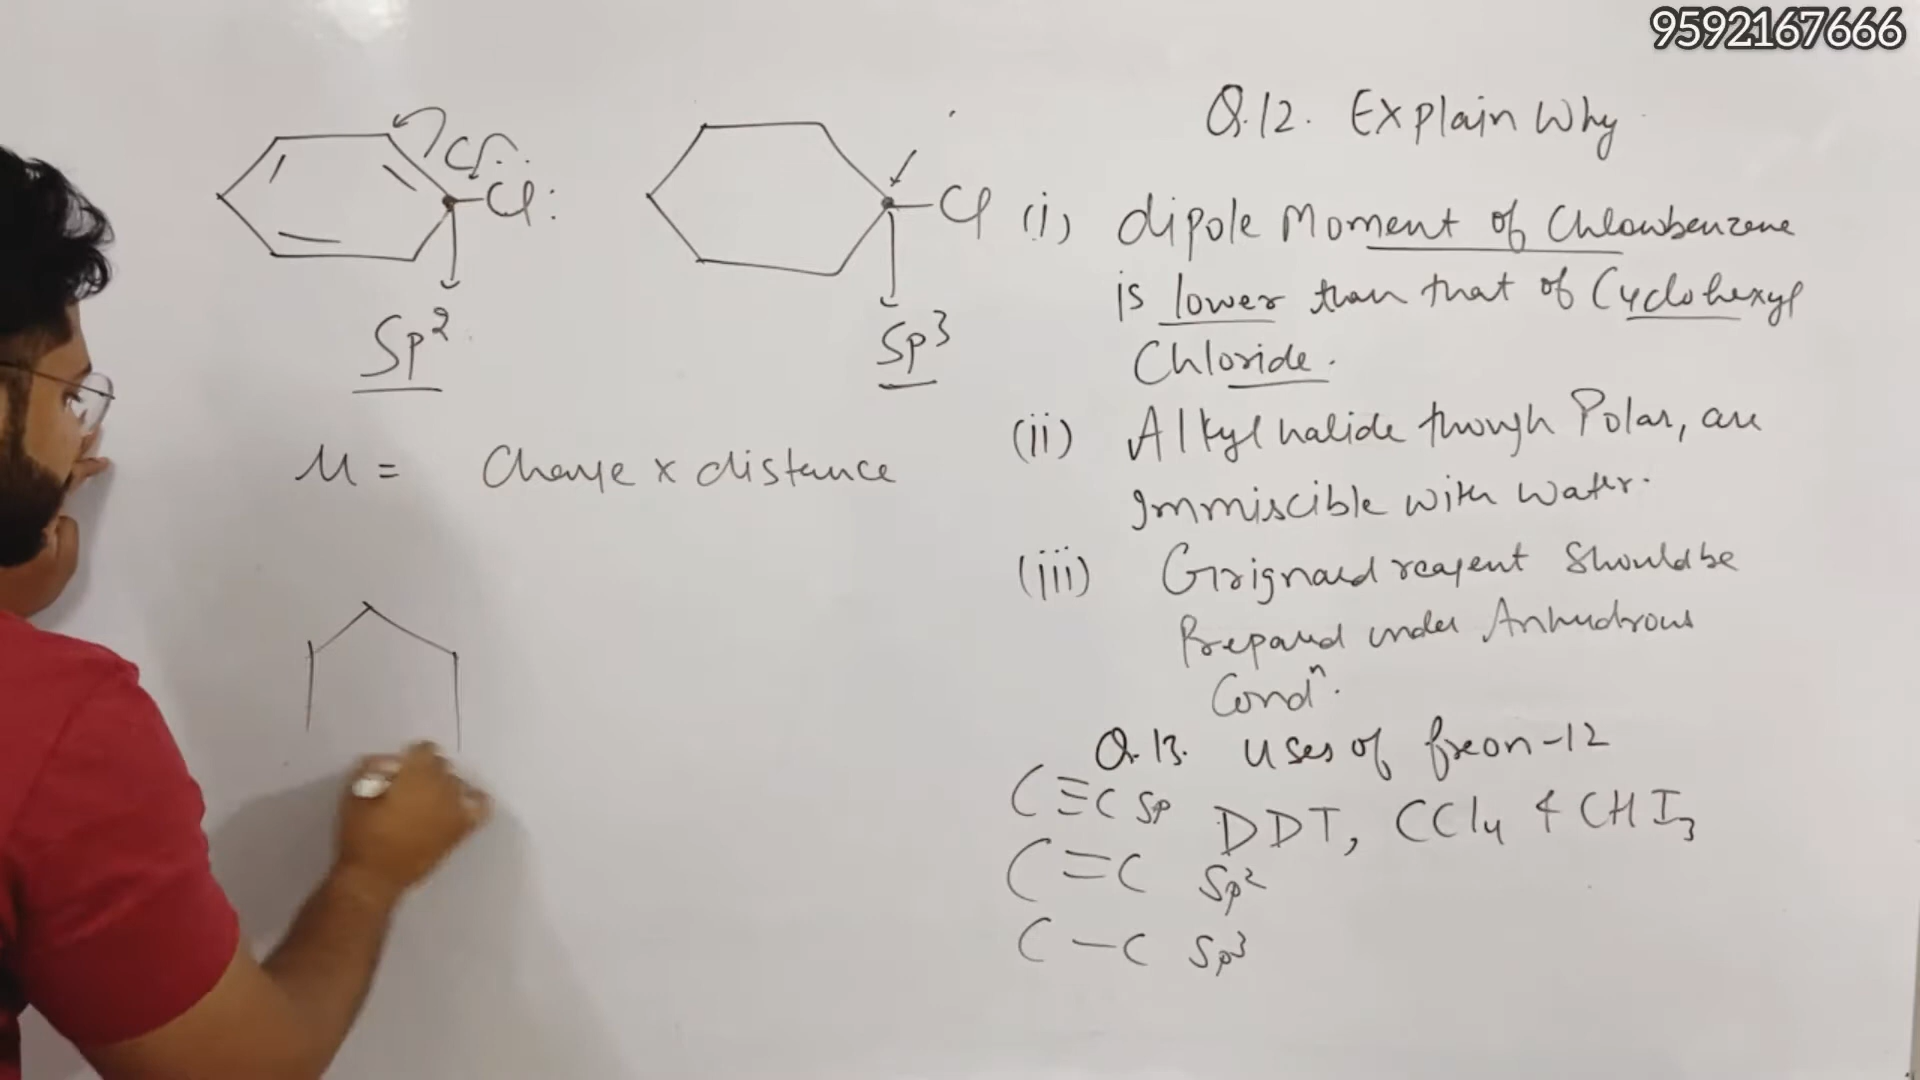 9592167666
Q.12. Explain Why
(i) dipole Moment of Chlorobenzene
is lower than that of Cyclohexyl
Chloride.
(ii) Alkyl halide though Polar, are
Immiscible with Water.
(iii) Grignard reagent Should be
Prepared under Anhydrous
Condn.
Q.13. Uses of freon-12
DDT, CCl4 & CHI3
C≡C Sp
C=C Sp2
C-C Sp3
Cl:
Sp2
Cl
Sp3
M = Charge x distance